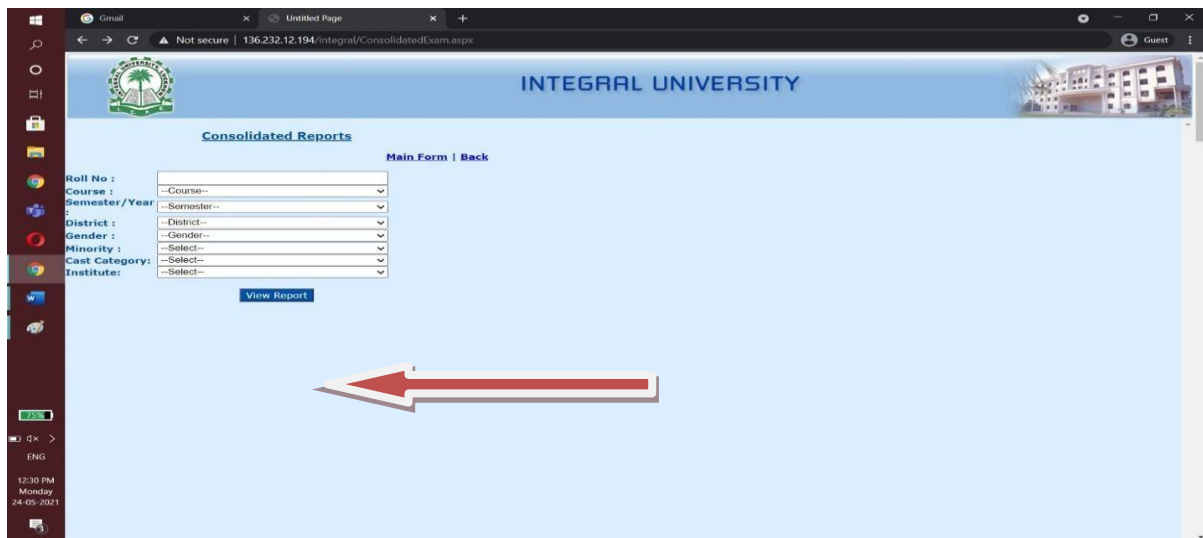 Gmail
Untitled Page
Not secure | 136.232.12.194/integral/ConsolidatedExam.aspx
Guest
INTEGRAL UNIVERSITY
Consolidated Reports
Main Form | Back
Roll No :
Course : --Course--
Semester/Year : --Semester--
District : --District--
Gender : --Gender--
Minority : --Select--
Cast Category: --Select--
Institute: --Select--
View Report
75%
ENG
12:30 PM
Monday
24-05-2021